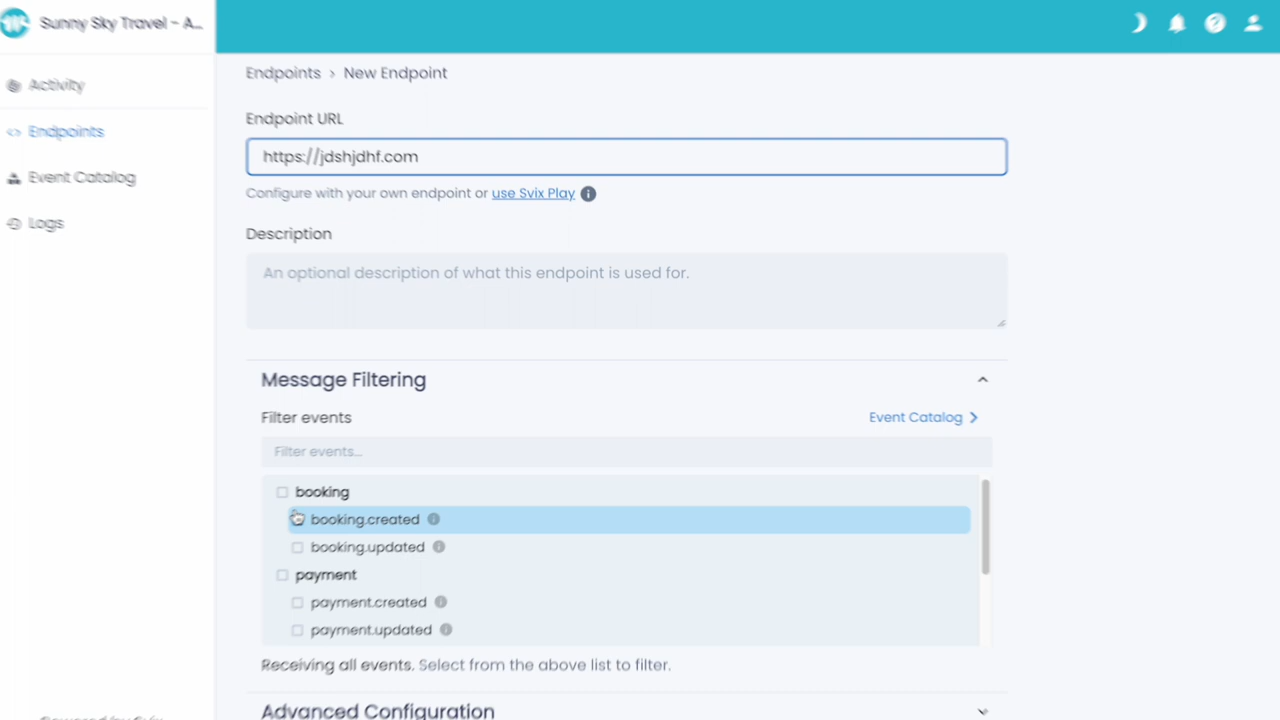 Sunny Sky Travel - A...
Activity
Endpoints
Event Catalog
Logs
Powered by Svix
Endpoints > New Endpoint
Endpoint URL
https://jdshjdhf.com
Configure with your own endpoint or use Svix Play
Description
An optional description of what this endpoint is used for.
Message Filtering
Filter events
Event Catalog >
Filter events...
booking
booking.created
booking.updated
payment
payment.created
payment.updated
Receiving all events. Select from the above list to filter.
Advanced Configuration